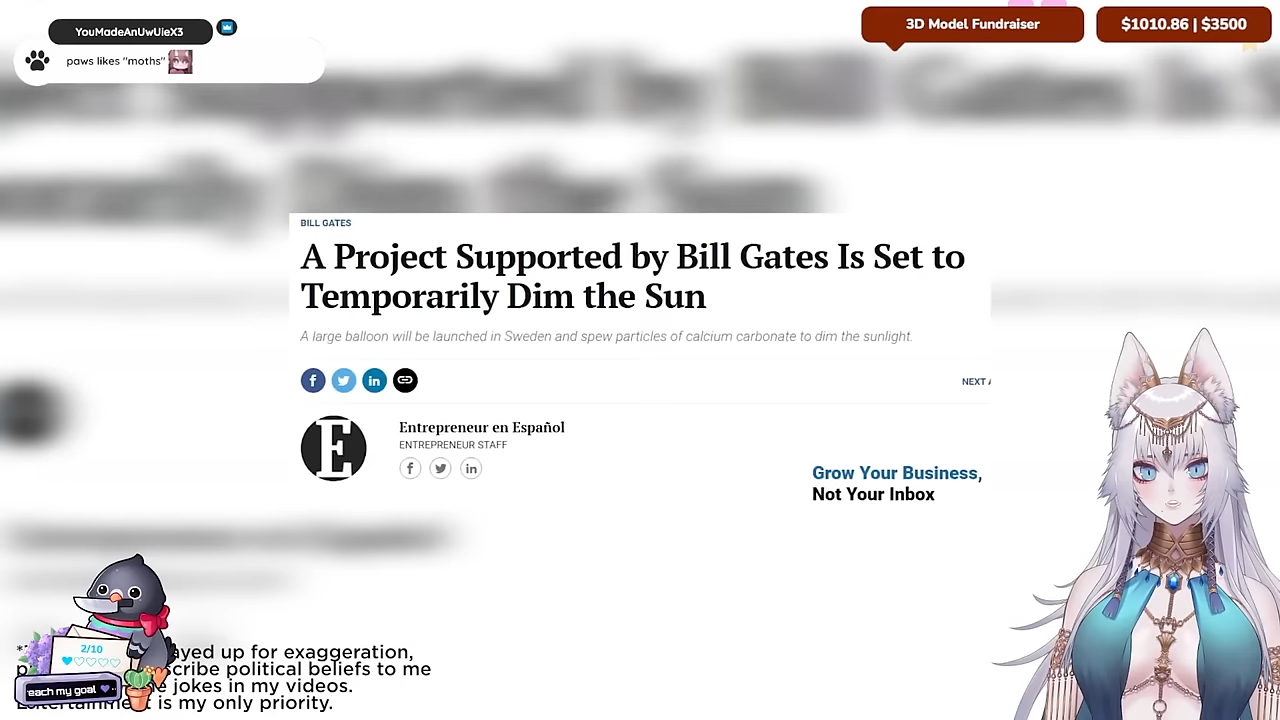 YouMadeAnUwUieX3
paws likes "moths"
3D Model Fundraiser
$1010.86 | $3500
BILL GATES
A Project Supported by Bill Gates Is Set to
Temporarily Dim the Sun
A large balloon will be launched in Sweden and spew particles of calcium carbonate to dim the sunlight.
NEXT
Entrepreneur en Español
ENTREPRENEUR STAFF
Grow Your Business,
Not Your Inbox
ayed up for exaggeration,
scribe political beliefs to me
jokes in my videos.
is my only priority.
2/10
each my goal